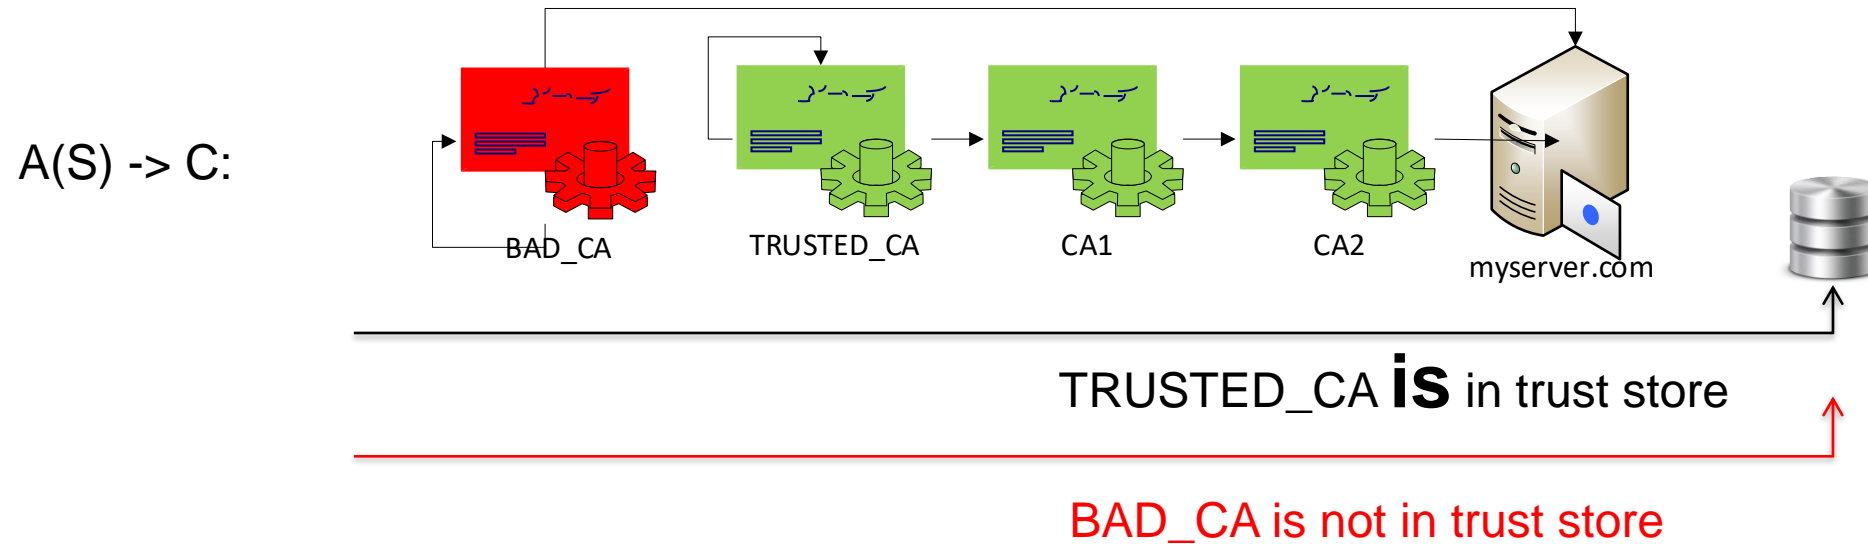 A(S) -> C:
BAD_CA
TRUSTED_CA
CA1
CA2
myserver.com
TRUSTED_CA is in trust store
BAD_CA is not in trust store